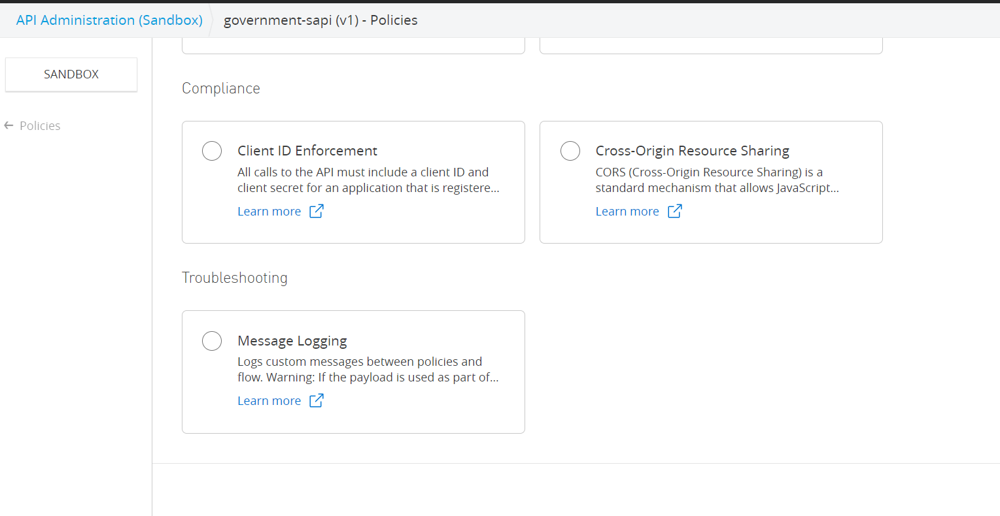 API Administration (Sandbox)
government-sapi (v1) - Policies
SANDBOX
Policies
Compliance
Client ID Enforcement
All calls to the API must include a client ID and
client secret for an application that is registere...
Learn more
Cross-Origin Resource Sharing
CORS (Cross-Origin Resource Sharing) is a
standard mechanism that allows JavaScript...
Learn more
Troubleshooting
Message Logging
Logs custom messages between policies and
flow. Warning: If the payload is used as part of...
Learn more